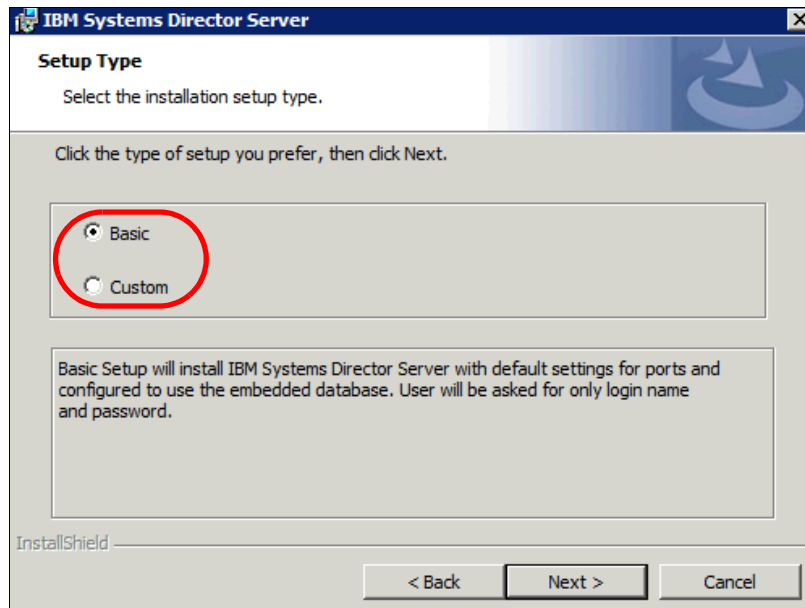 IBM Systems Director Server
Setup Type
Select the installation setup type.
Click the type of setup you prefer, then click Next.
Basic
Custom
Basic Setup will install IBM Systems Director Server with default settings for ports and
configured to use the embedded database. User will be asked for only login name
and password.
InstallShield
< Back Next > Cancel